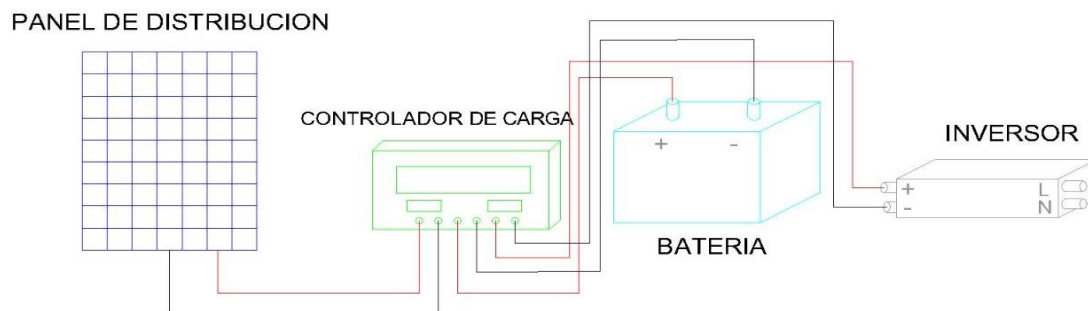 PANEL DE DISTRIBUCION
CONTROLADOR DE CARGA
+ -
BATERIA
INVERSOR
+ L
- N